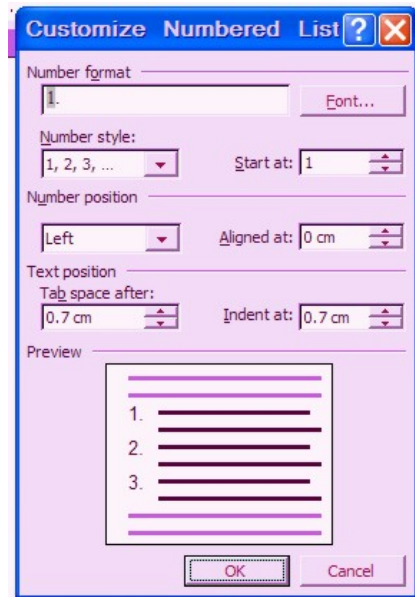 Customize Numbered List
Number format
1.
Font...
Number style:
1, 2, 3, ...
Start at: 1
Number position
Left
Aligned at: 0 cm
Text position
Tab space after:
0.7 cm
Indent at: 0.7 cm
Preview
1.
2.
3.
OK
Cancel